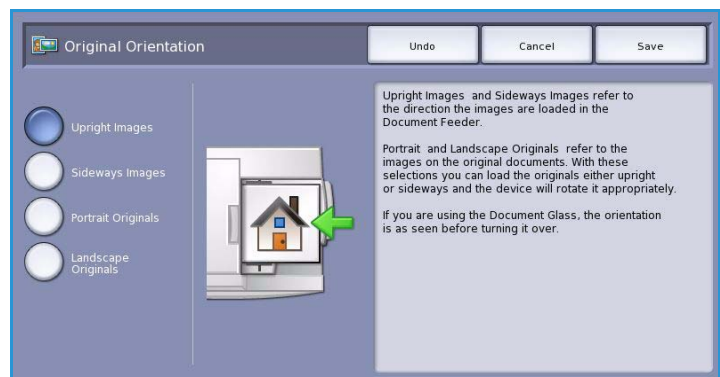 Original Orientation
Undo
Cancel
Save
Upright Images
Sideways Images
Portrait Originals
Landscape
Originals
Upright Images and Sideways Images refer to
the direction the images are loaded in the
Document Feeder.
Portrait and Landscape Originals refer to the
images on the original documents. With these
selections you can load the originals either upright
or sideways and the device will rotate it appropriately.
If you are using the Document Glass, the orientation
is as seen before turning it over.